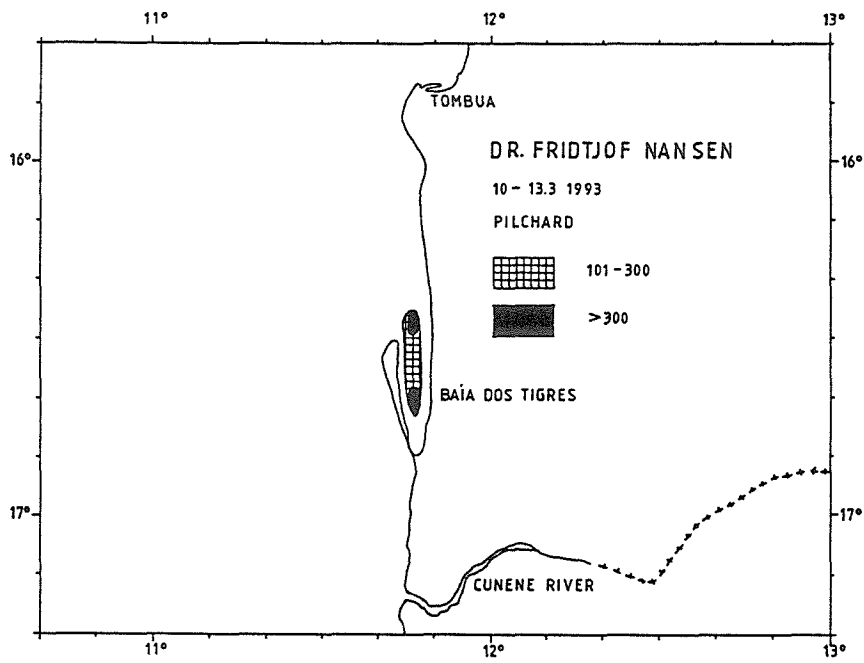 11° 12° 13°
TOMBUA
DR. FRIDTJOF NANSEN
16° 16°
10-13.3 1993
PILCHARD
101-300
>300
BAÍA DOS TIGRES
17° 17°
CUNENE RIVER
11° 12° 13°